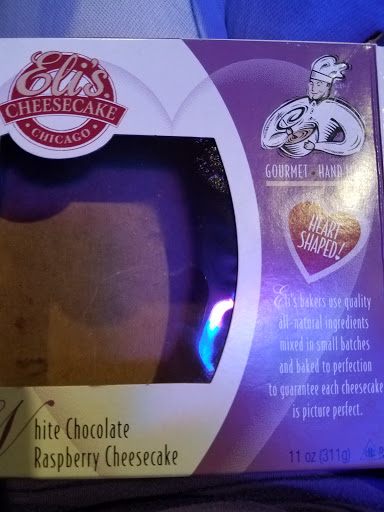 Eli's
CHEESECAKE
• CHICAGO •
GOURMET • HAND
HEART
SHAPED!
Eli's bakers use quality
all-natural ingredients
mixed in small batches
and baked to perfection
to guarantee each cheesecake
is picture perfect.
White Chocolate
Raspberry Cheesecake
11 oz (311g)